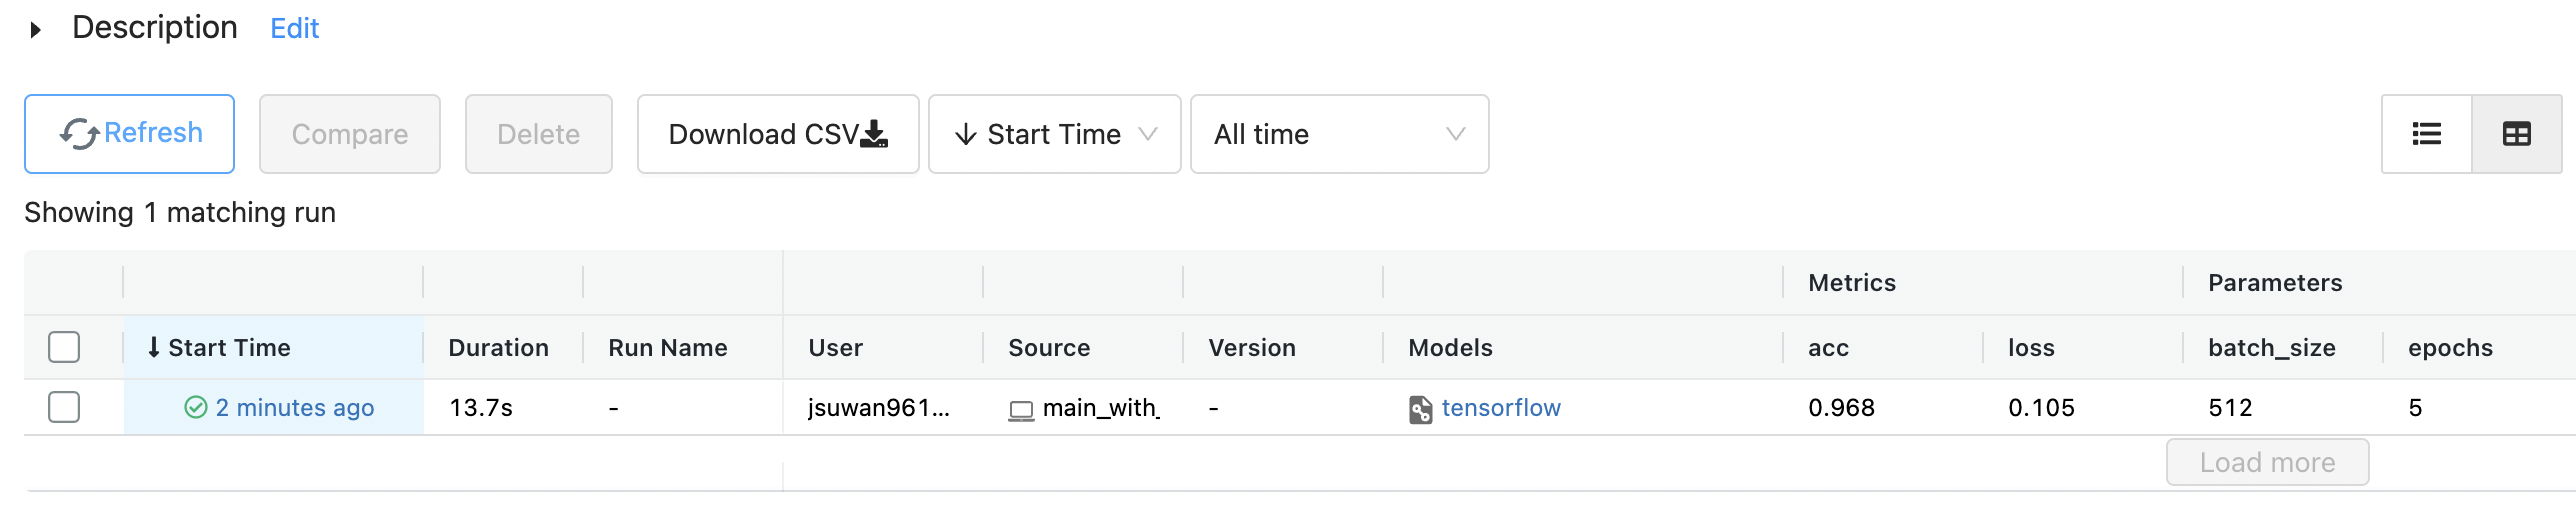 Description Edit
Refresh Compare Delete Download CSV Start Time All time
Showing 1 matching run
Metrics Parameters
Start Time Duration Run Name User Source Version Models acc loss batch_size epochs
2 minutes ago 13.7s - jsuwan961... main_with_ - tensorflow 0.968 0.105 512 5
Load more